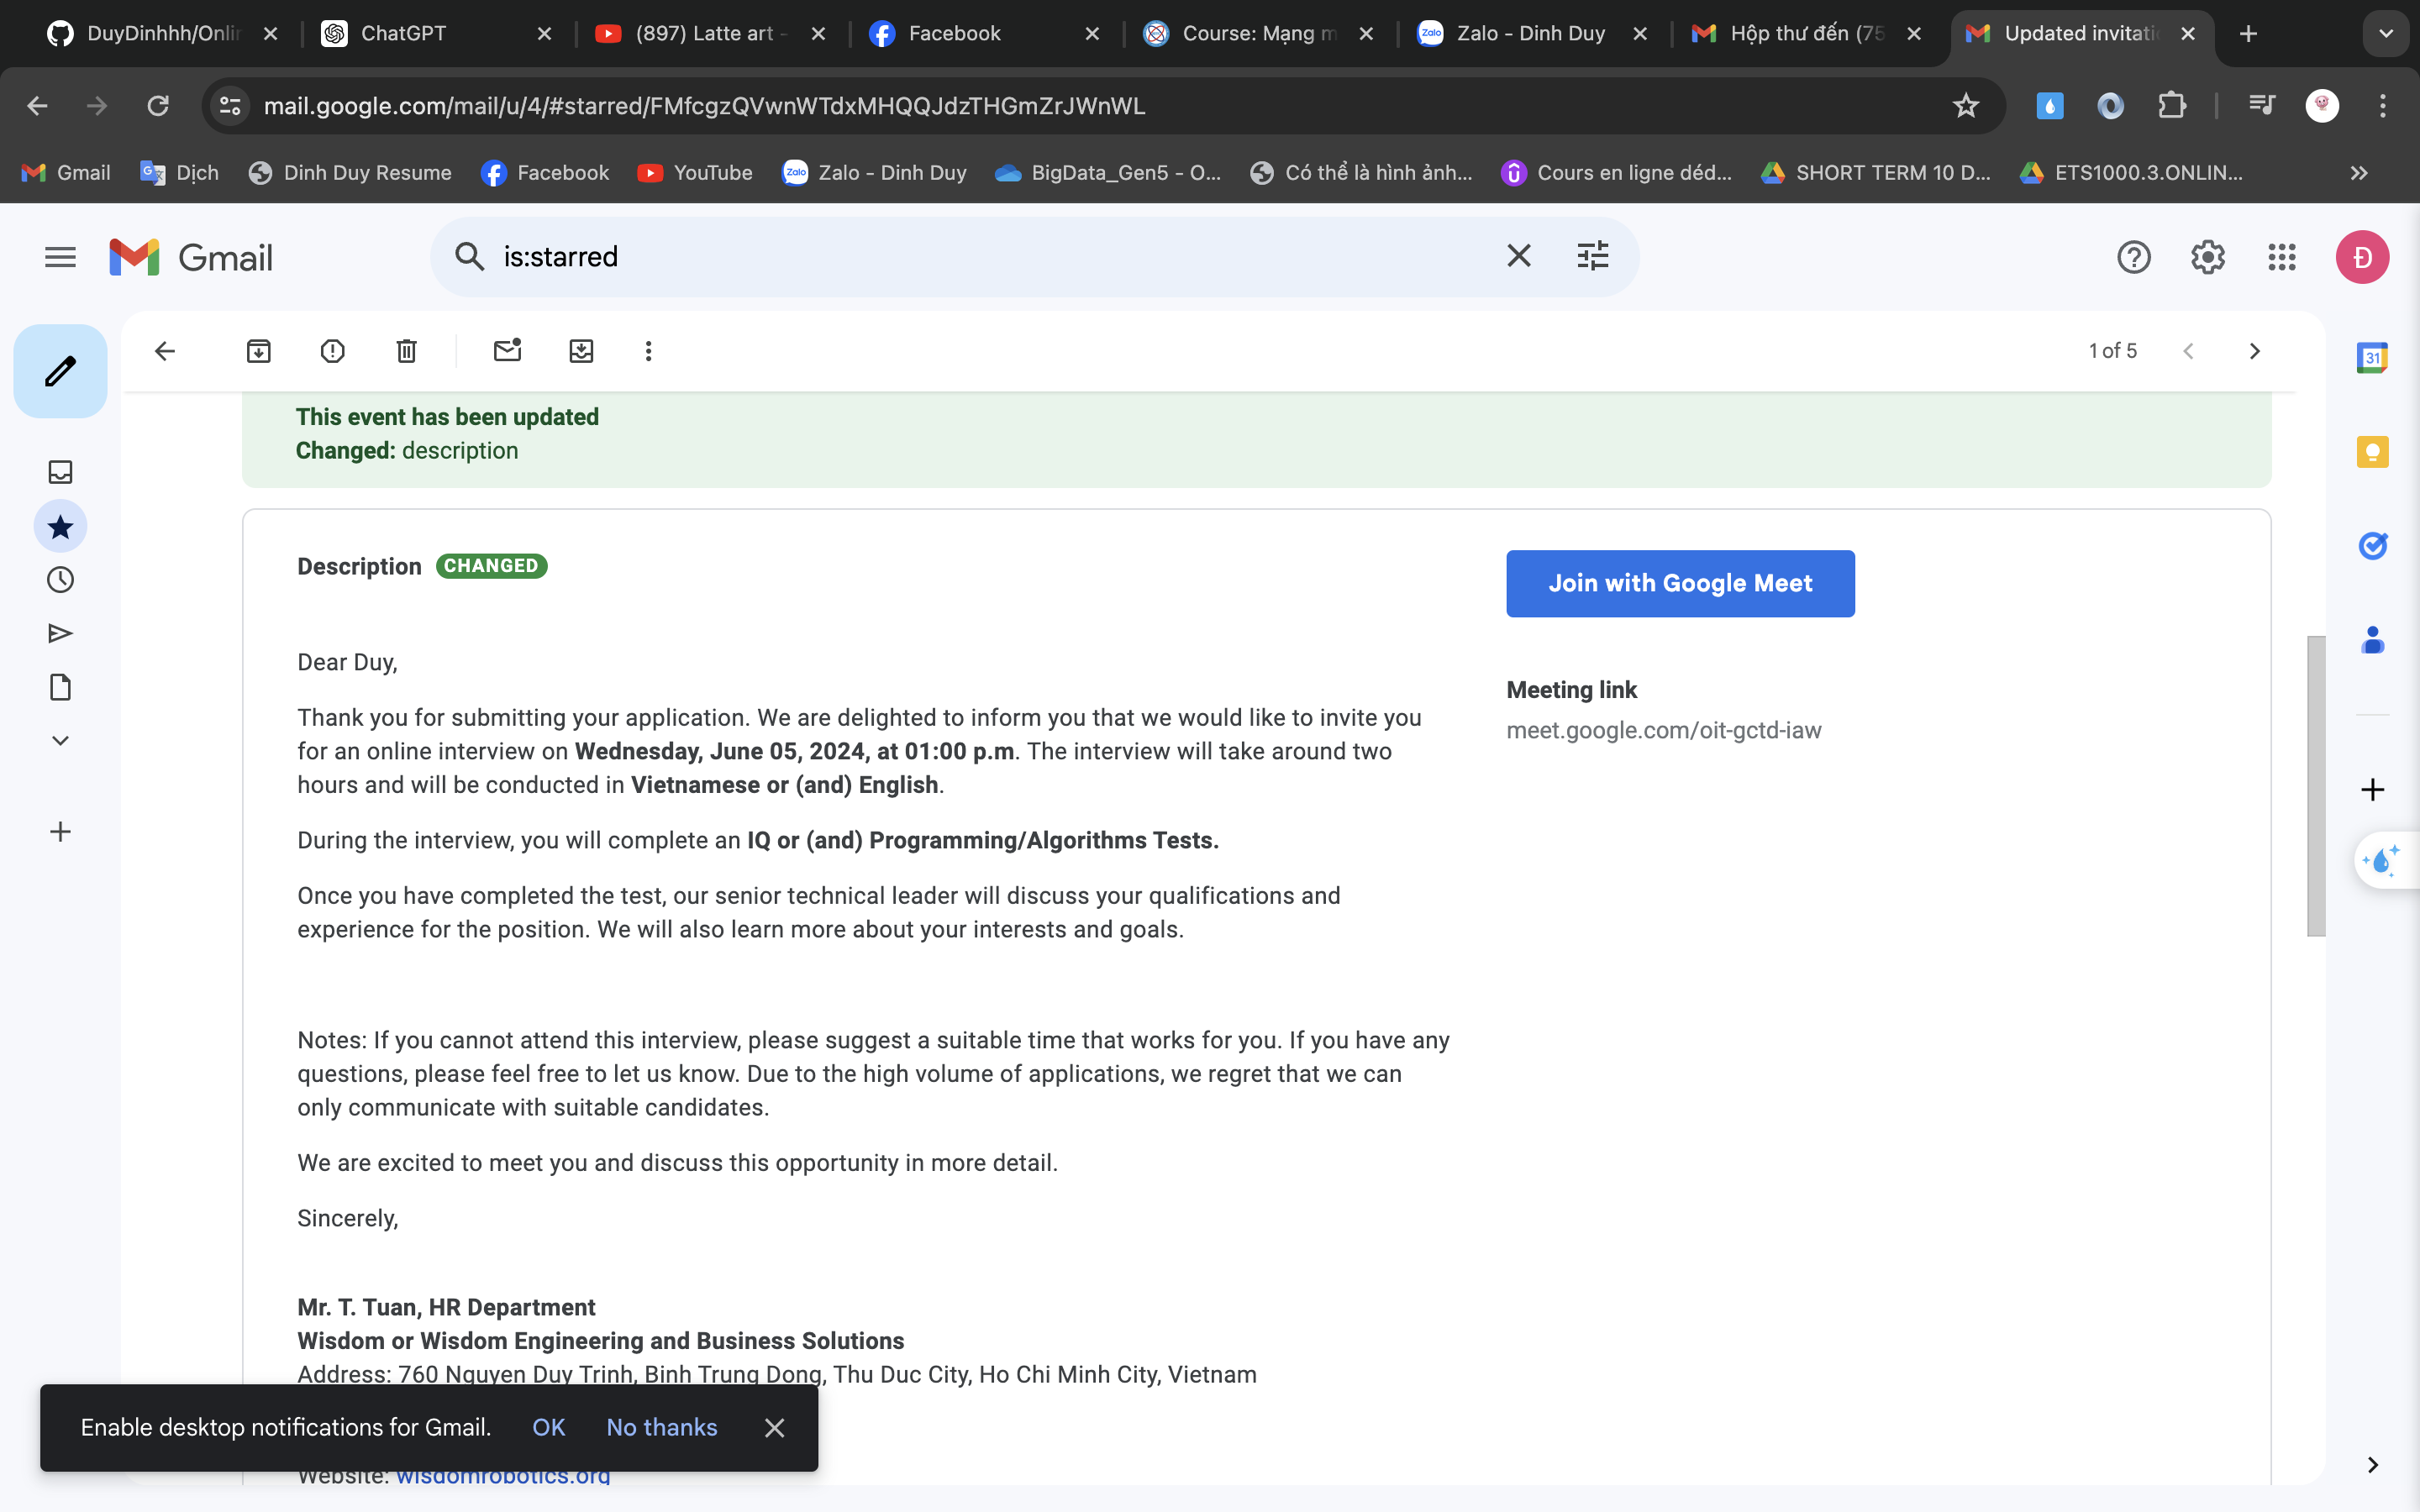 DuyDinhhh/Onlin
ChatGPT
(897) Latte art -
Facebook
Course: Mạng m
Zalo - Dinh Duy
Hộp thư đến (75
Updated invitati
mail.google.com/mail/u/4/#starred/FMfcgzQVwnWTdxMHQQJdzTHGmZrJWnWL
Gmail
Dịch
Dinh Duy Resume
Facebook
YouTube
Zalo - Dinh Duy
BigData_Gen5 - O...
Có thể là hình ảnh...
Cours en ligne déd...
SHORT TERM 10 D...
ETS1000.3.ONLIN...
Gmail
is:starred
Đ
1 of 5
31
This event has been updated
Changed: description
Description CHANGED
Join with Google Meet
Dear Duy,
Meeting link
meet.google.com/oit-gctd-iaw
Thank you for submitting your application. We are delighted to inform you that we would like to invite you
for an online interview on Wednesday, June 05, 2024, at 01:00 p.m. The interview will take around two
hours and will be conducted in Vietnamese or (and) English.
During the interview, you will complete an IQ or (and) Programming/Algorithms Tests.
Once you have completed the test, our senior technical leader will discuss your qualifications and
experience for the position. We will also learn more about your interests and goals.
Notes: If you cannot attend this interview, please suggest a suitable time that works for you. If you have any
questions, please feel free to let us know. Due to the high volume of applications, we regret that we can
only communicate with suitable candidates.
We are excited to meet you and discuss this opportunity in more detail.
Sincerely,
Mr. T. Tuan, HR Department
Wisdom or Wisdom Engineering and Business Solutions
Address: 760 Nguyen Duy Trinh, Binh Trung Dong, Thu Duc City, Ho Chi Minh City, Vietnam
Enable desktop notifications for Gmail. OK No thanks
Website: wisdomrobotics.org